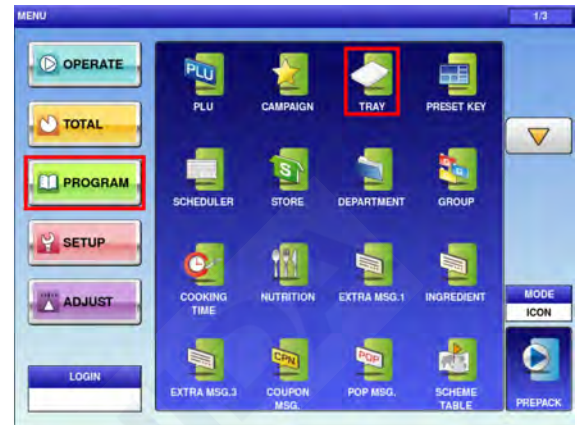 MENU
1/3
OPERATE
TOTAL
PROGRAM
SETUP
ADJUST
LOGIN
PLU
PLU
CAMPAIGN
TRAY
PRESET KEY
SCHEDULER
S
STORE
DEPARTMENT
G
G
GROUP
COOKING
TIME
NUTRITION
EXTRA MSG.1
INGREDIENT
EXTRA MSG.3
CPN
COUPON
MSG.
POP
POP MSG.
SCHEME
TABLE
MODE
ICON
PREPACK